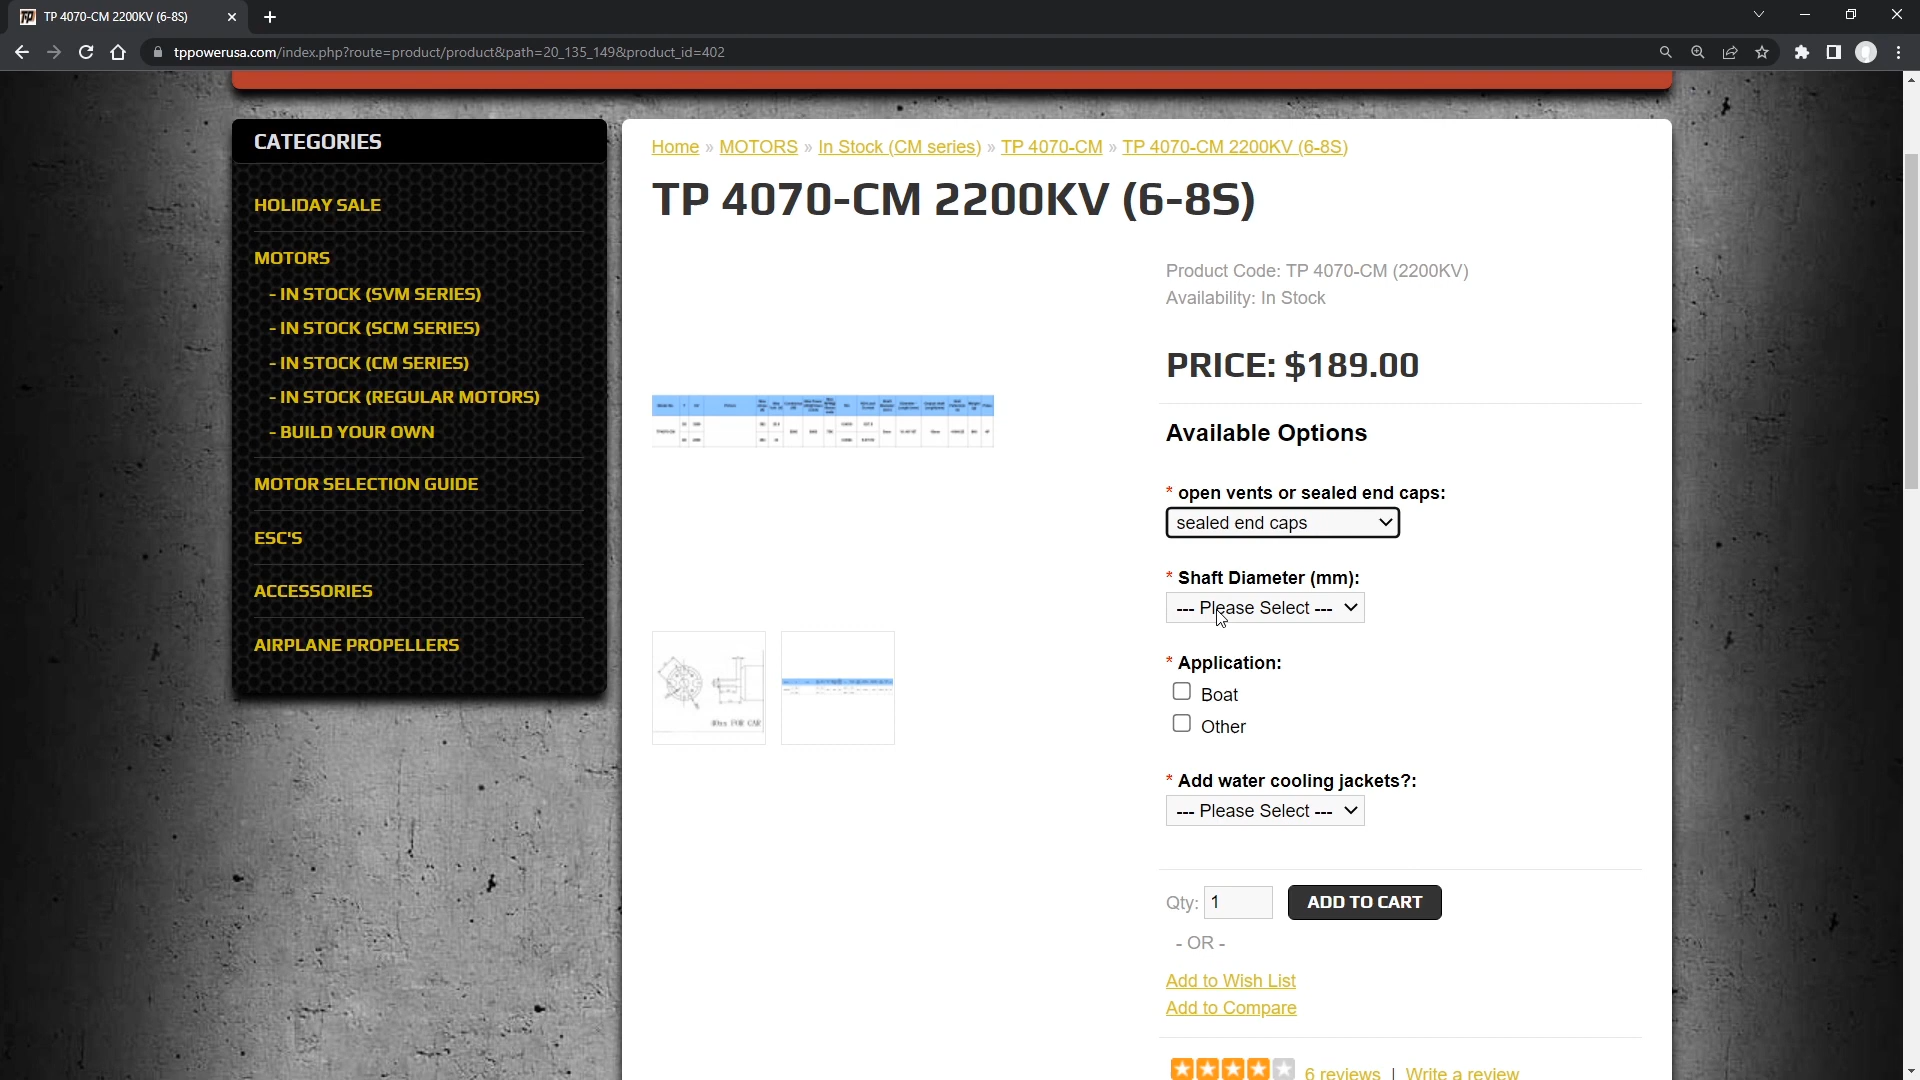 TP 4070-CM 2200KV (6-8S)
tppowerusa.com/index.php?route=product/product&path=20_135_149&product_id=402
CATEGORIES
HOLIDAY SALE
MOTORS
- IN STOCK (SVM SERIES)
- IN STOCK (SCM SERIES)
- IN STOCK (CM SERIES)
- IN STOCK (REGULAR MOTORS)
- BUILD YOUR OWN
MOTOR SELECTION GUIDE
ESC'S
ACCESSORIES
AIRPLANE PROPELLERS
Home » MOTORS » In Stock (CM series) » TP 4070-CM » TP 4070-CM 2200KV (6-8S)
TP 4070-CM 2200KV (6-8S)
Product Code: TP 4070-CM (2200KV)
Availability: In Stock
PRICE: $189.00
Available Options
* open vents or sealed end caps:
sealed end caps
* Shaft Diameter (mm):
--- Please Select ---
* Application:
Boat
Other
* Add water cooling jackets?:
--- Please Select ---
Qty: 1 ADD TO CART
- OR -
Add to Wish List
Add to Compare
6 reviews | Write a review
40xx FOR CAR